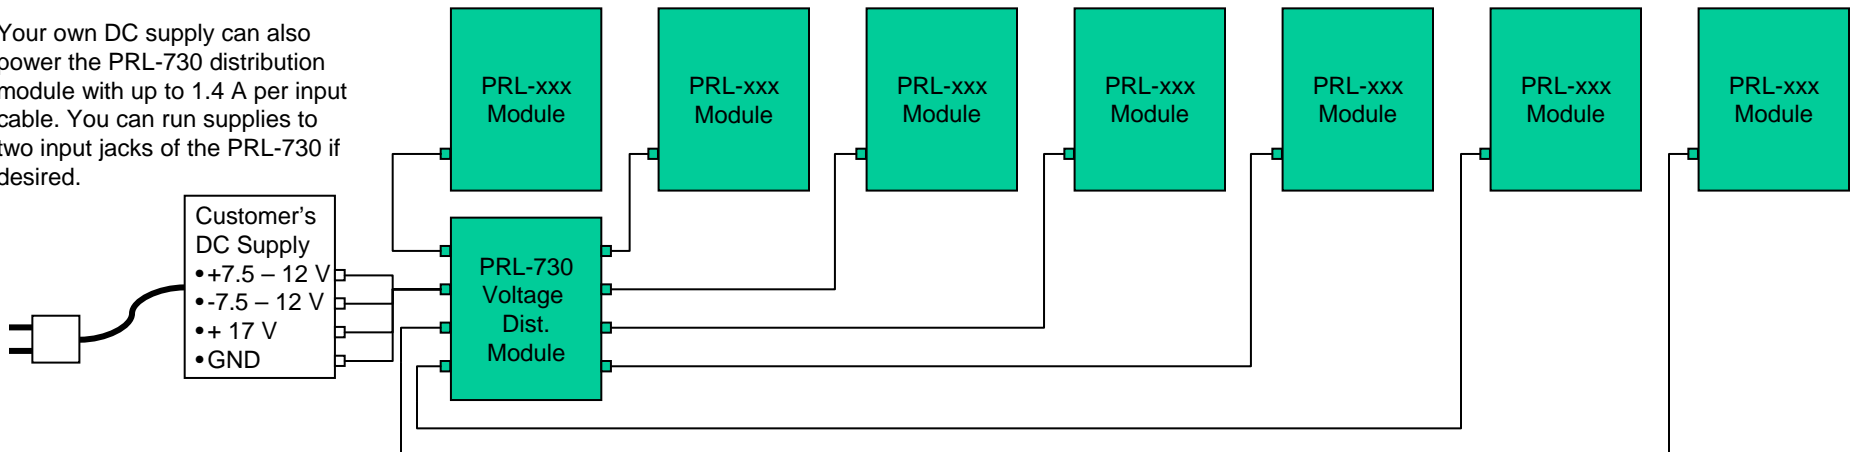 Your own DC supply can also
power the PRL-730 distribution
module with up to 1.4 A per input
cable. You can run supplies to
two input jacks of the PRL-730 if
desired.
PRL-xxx
Module
PRL-xxx
Module
PRL-xxx
Module
PRL-xxx
Module
PRL-xxx
Module
PRL-xxx
Module
PRL-xxx
Module
Customer’s
DC Supply
•+7.5 – 12 V
•-7.5 – 12 V
•+ 17 V
•GND
PRL-730
Voltage
Dist.
Module